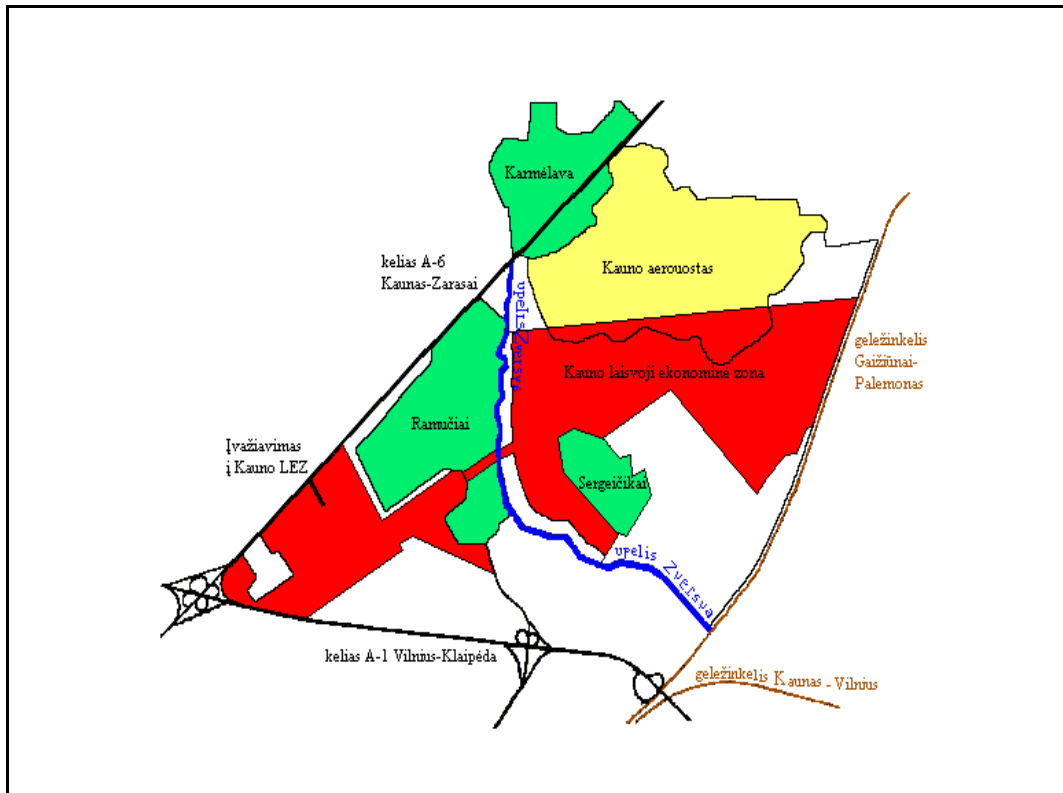 Karmėlava
kelias A-6
Kaunas-Zarasai
Kauno aerouostas
upelis Zversvė
geležinkelis
Gaižiūnai-
Palemonas
Kauno laisvoji ekonominė zona
Ramučiai
Įvažiavimas
į Kauno LEZ
Sergeičikai
upelis Zversva
kelias A-1 Vilnius-Klaipėda
geležinkelis Kaunas - Vilnius